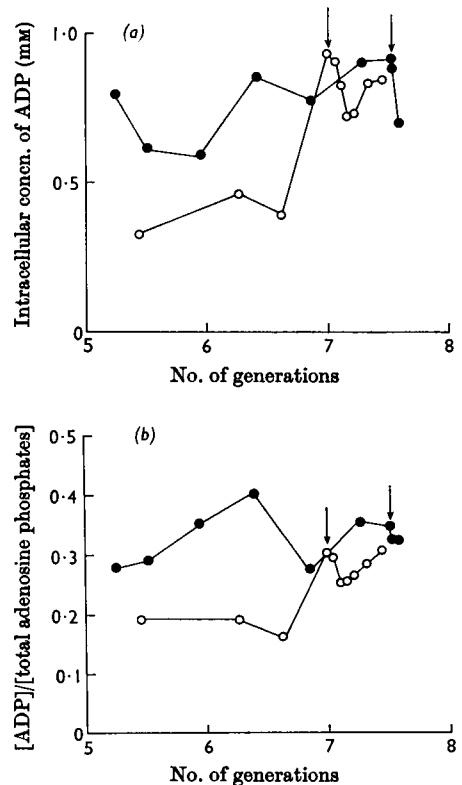 (a)
Intracellular concn. of ADP (mM)
1·0
0·5
0
5 6 7 8
No. of generations
(b)
[ADP]/[total adenosine phosphates]
0·5
0·4
0·3
0·2
0·1
0
5 6 7 8
No. of generations